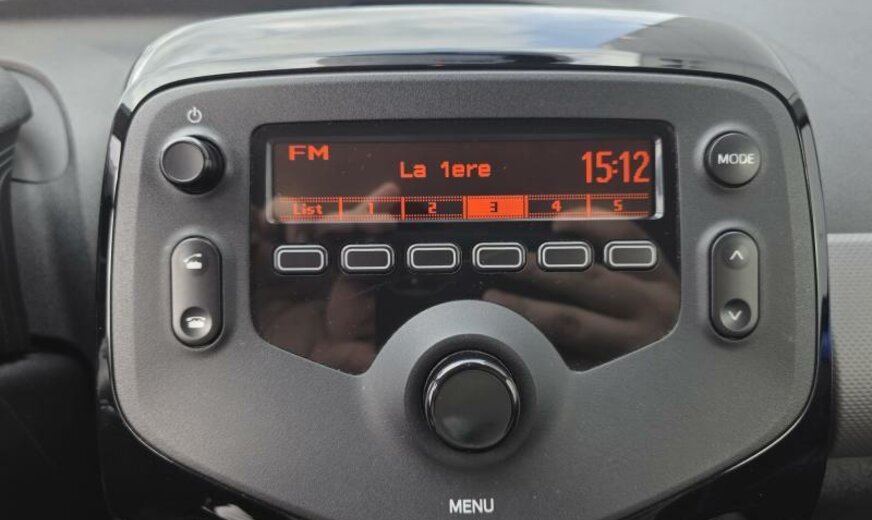 FM
La 1ere
15:12
MODE
List 1 2 3 4 5
MENU